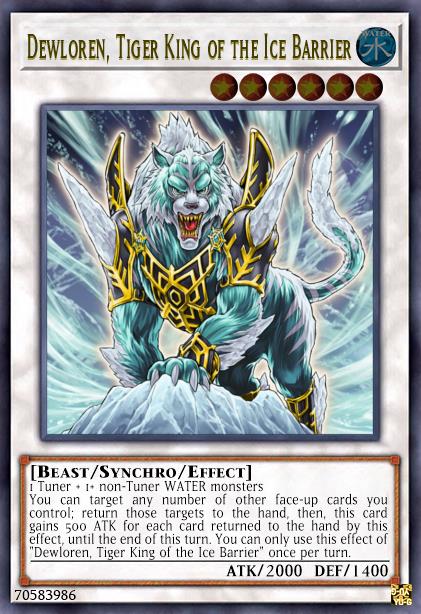 Dewloren, Tiger King of the Ice Barrier
WATER
水
[Beast/Synchro/Effect]
1 Tuner + 1+ non-Tuner WATER monsters
You can target any number of other face-up cards you
control; return those targets to the hand, then, this card
gains 500 ATK for each card returned to the hand by this
effect, until the end of this turn. You can only use this effect of
"Dewloren, Tiger King of the Ice Barrier" once per turn.
ATK/2000 DEF/1400
70583986